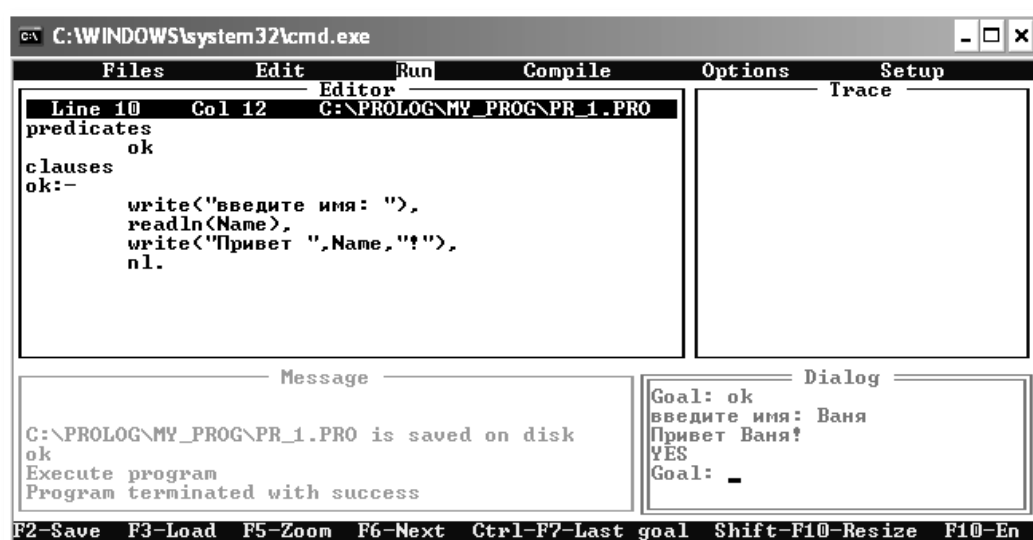 C:\WINDOWS\system32\cmd.exe
Files Edit Run Compile Options Setup
Editor
Line 10 Col 12 C:\PROLOG\MY_PROG\PR_1.PRO
predicates
ok
clauses
ok:-
write("введите имя: "),
readln(Name),
write("Привет ",Name,"!"),
nl.
Trace
Message
C:\PROLOG\MY_PROG\PR_1.PRO is saved on disk
ok
Execute program
Program terminated with success
Dialog
Goal: ok
введите имя: Ваня
Привет Ваня!
YES
Goal: _
F2-Save F3-Load F5-Zoom F6-Next Ctrl-F7-Last goal Shift-F10-Resize F10-En